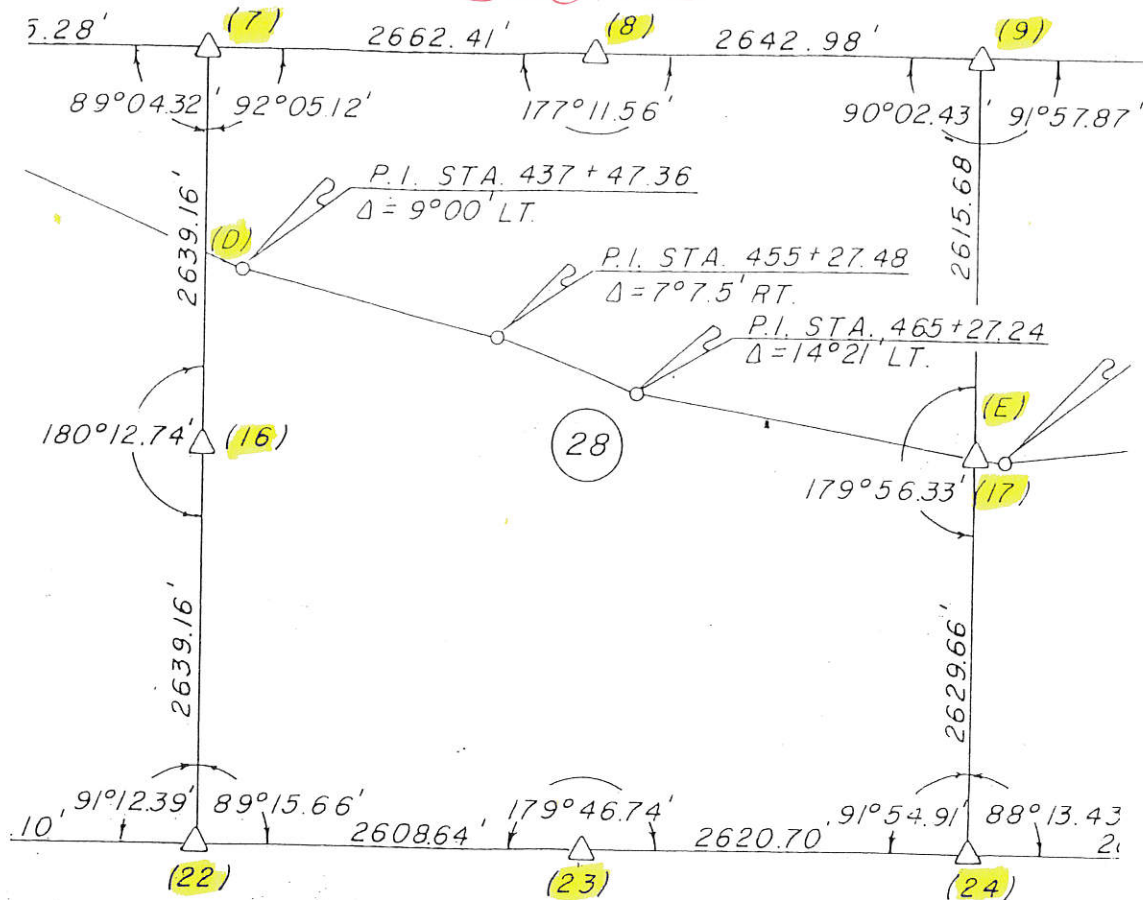 5.28' (7) 2662.41' (8) 2642.98' (9)
89°04.32' 92°05.12' 177°11.56' 90°02.43' 91°57.87'
P.I. STA. 437+47.36
Δ = 9°00' LT.
2639.16'
(D)
2615.68'
P.I. STA. 455+27.48
Δ = 7°7.5' RT.
P.I. STA. 465+27.24
Δ = 14°21' LT.
180°12.74' (16)
28
(E)
179°56.33' (17)
2639.16'
2629.66'
91°12.39' 89°15.66' 179°46.74' 91°54.91' 88°13.43
.10' 2608.64' 2620.70
(22) (23) (24)